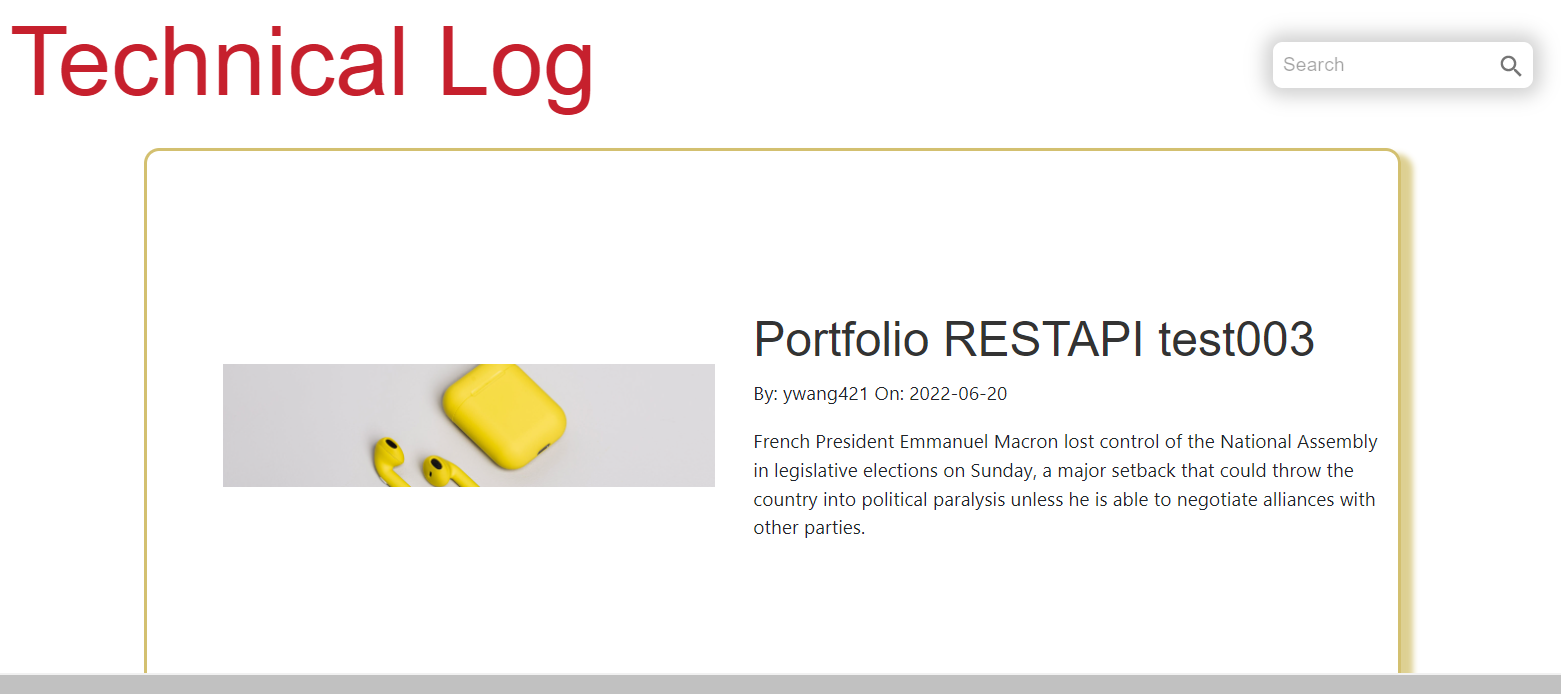 Technical Log
Search
Portfolio RESTAPI test003
By: ywang421 On: 2022-06-20
French President Emmanuel Macron lost control of the National Assembly
in legislative elections on Sunday, a major setback that could throw the
country into political paralysis unless he is able to negotiate alliances with
other parties.